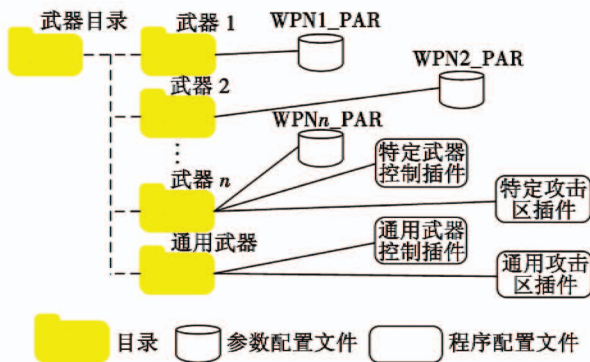 武器目录
武器 1
WPN1_PAR
武器 2
WPN2_PAR
⋮
WPNn_PAR
特定武器
控制插件
武器 n
特定攻击
区插件
通用武器
通用武器
控制插件
通用攻击
区插件
目录
参数配置文件
程序配置文件